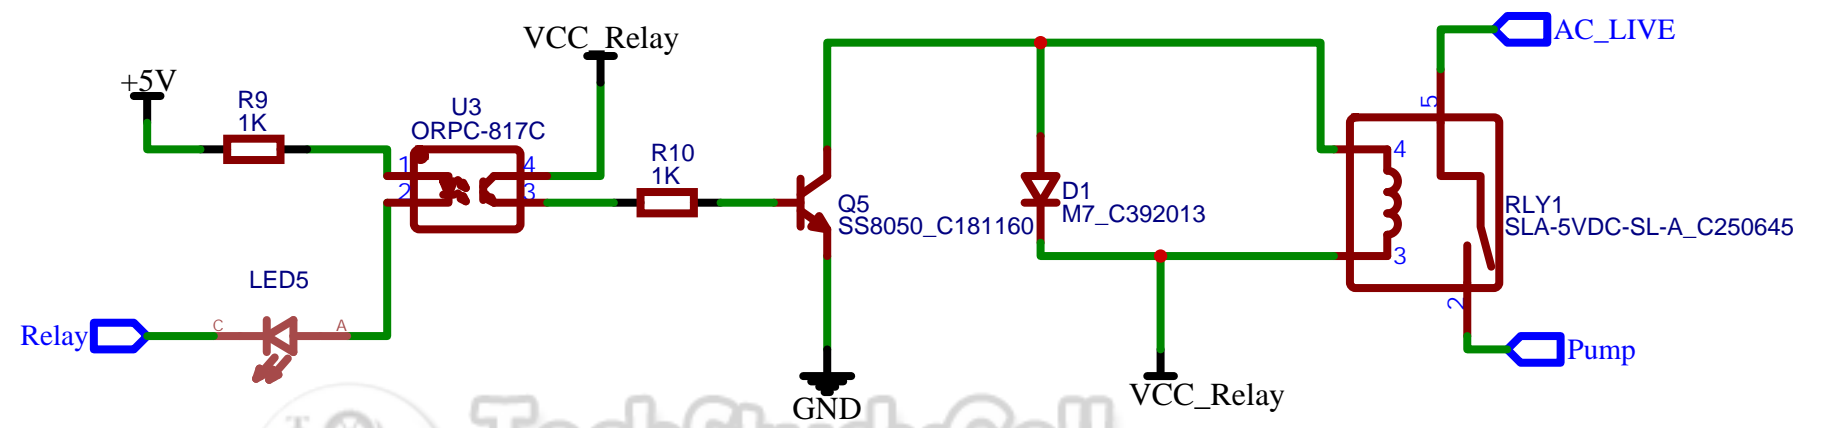 VCC_Relay
AC_LIVE
+5V
R9
1K
U3
ORPC-817C
5
1
4
R10
1K
4
2
3
Q5
SS8050_C181160
D1
M7_C392013
RLY1
SLA-5VDC-SL-A_C250645
3
LED5
2
Relay
C
A
Pump
VCC_Relay
GND